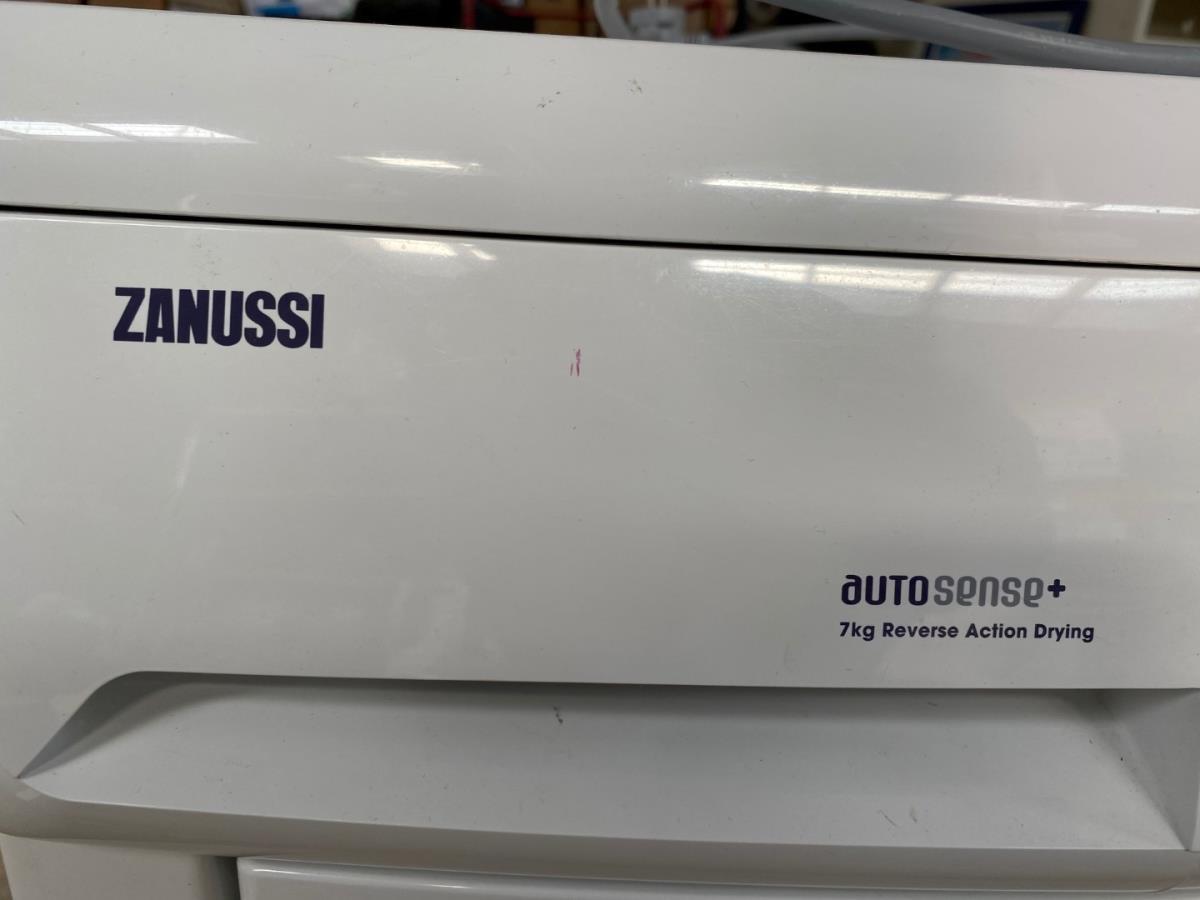 ZANUSSI
autosense+
7kg Reverse Action Drying